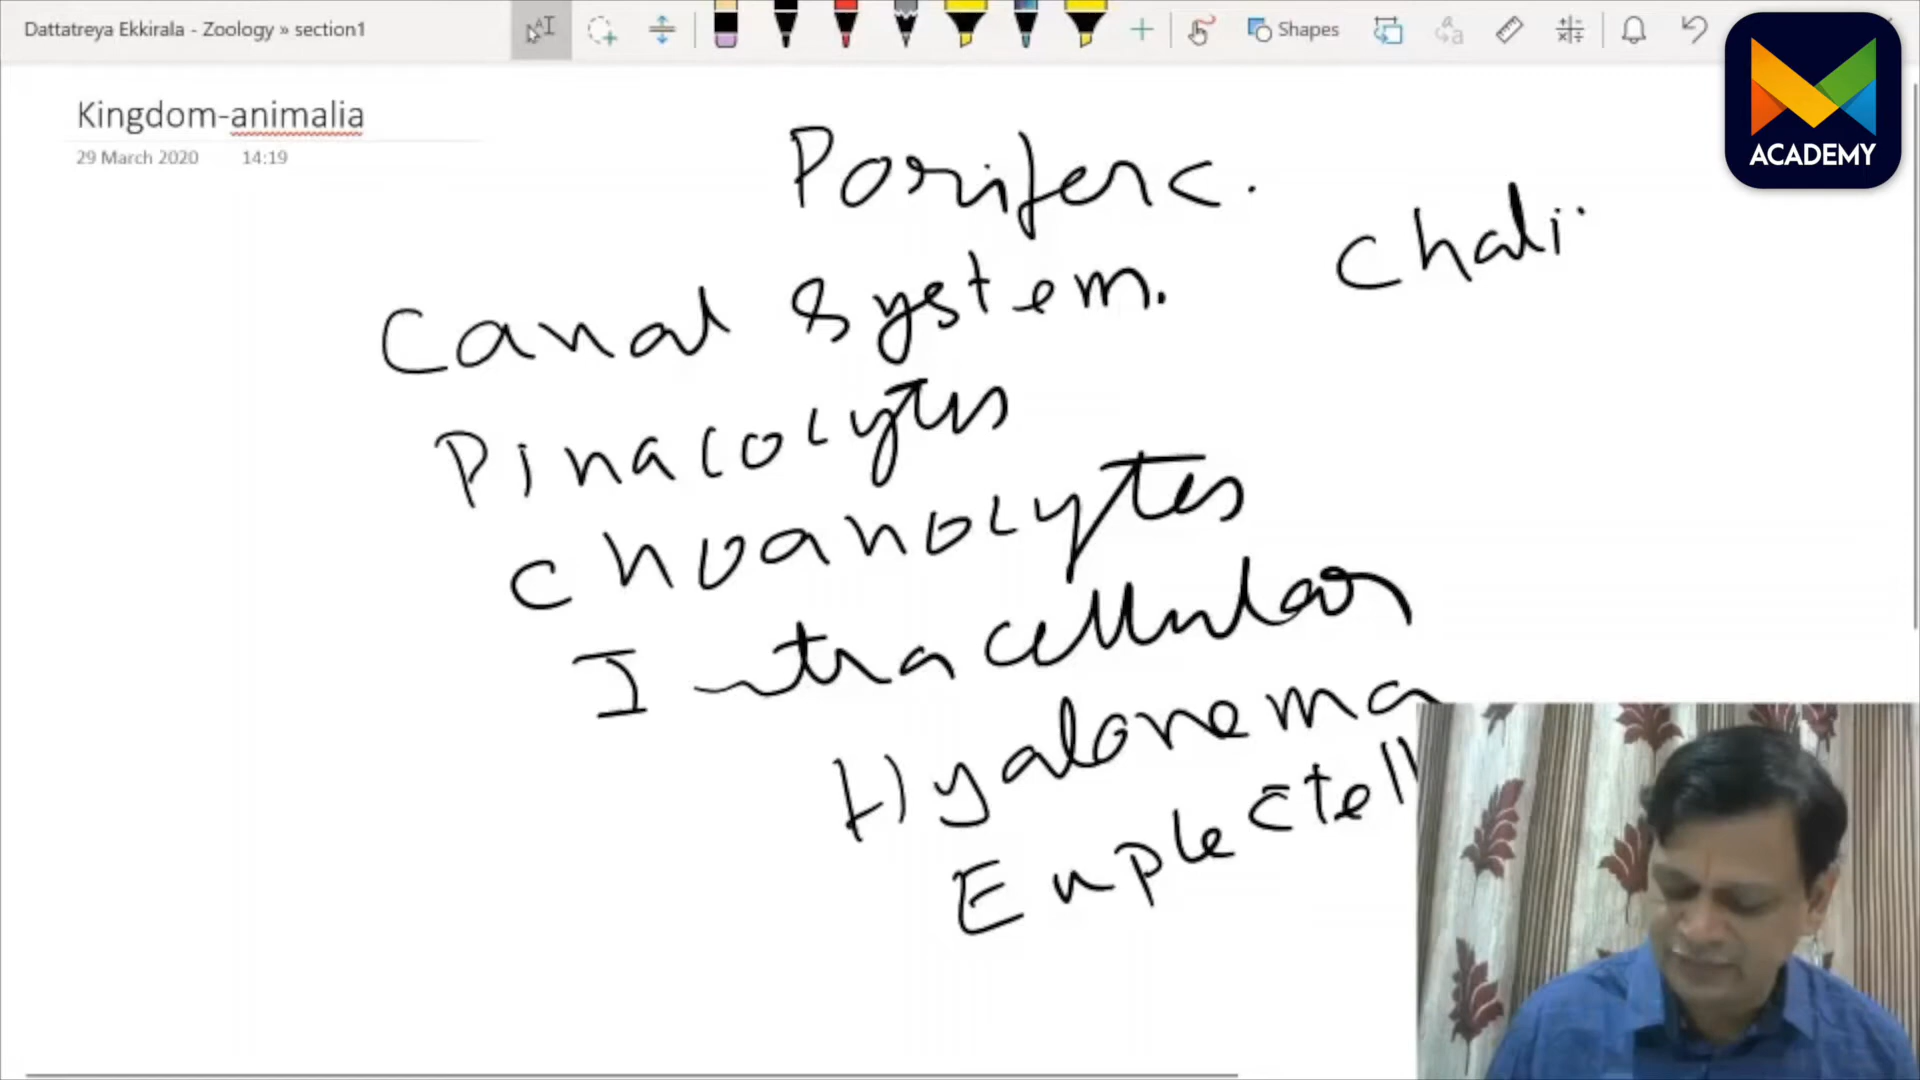 Dattatreya Ekkirala - Zoology » section1
Shapes
ACADEMY
Kingdom-animalia
29 March 2020 14:19
Porifera.
Chali
Canal System.
Pinacocytes
Choanocytes
Intracellular
Hyalonema
Euplectell